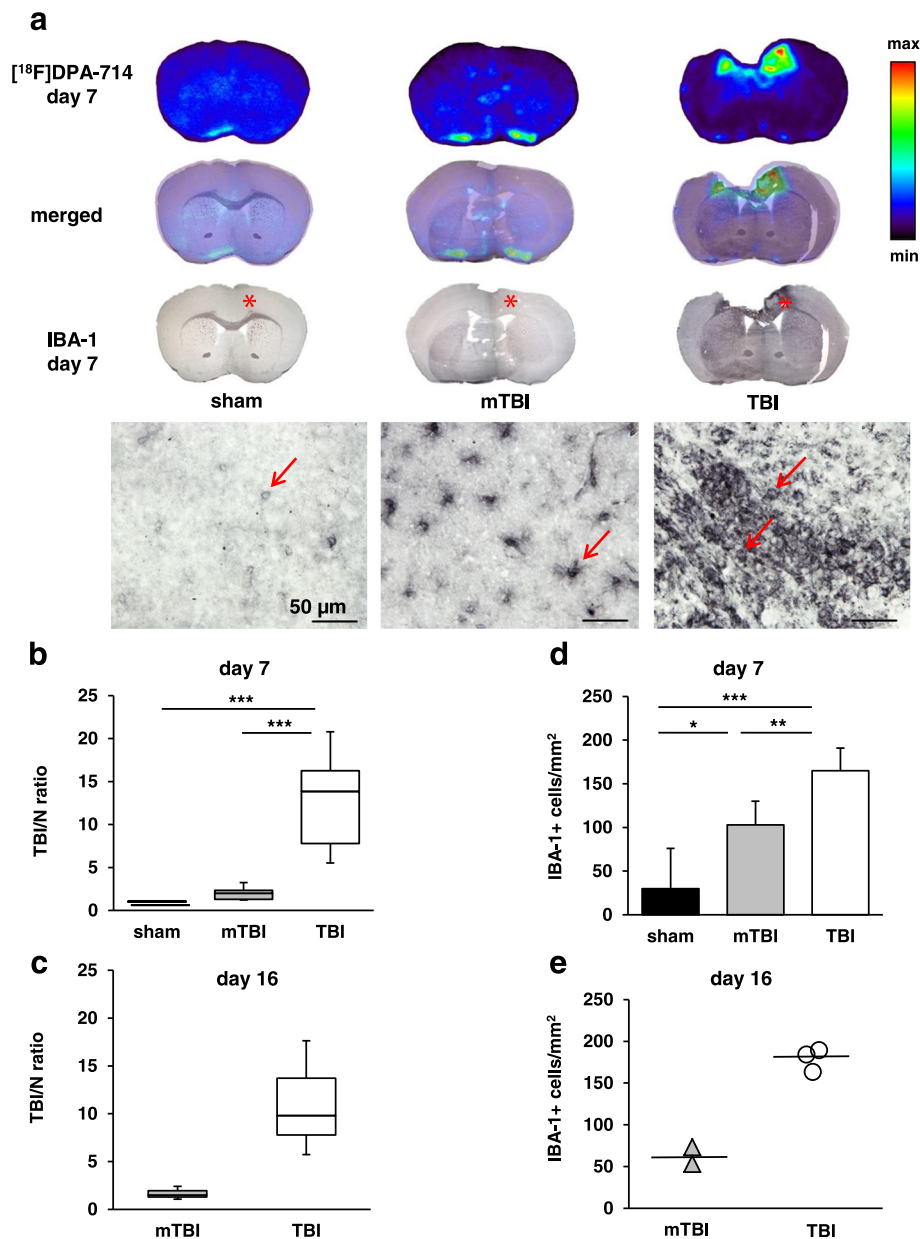 a
[¹⁸F]DPA-714
day 7
max
merged
min
*
*
*
IBA-1
day 7
sham
mTBI
TBI
50 µm
b
day 7
25
20
15
10
5
0
TBI/N ratio
***
***
sham
mTBI
TBI
d
day 7
250
200
150
100
50
0
IBA-1+ cells/mm²
***
*
**
sham
mTBI
TBI
c
day 16
25
20
15
10
5
0
TBI/N ratio
mTBI
TBI
e
day 16
250
200
150
100
50
0
IBA-1+ cells/mm²
mTBI
TBI